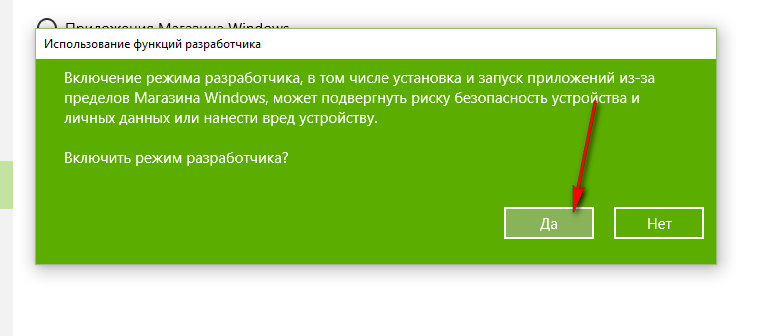 Приложения Магазина Windows
Использование функций разработчика
Включение режима разработчика, в том числе установка и запуск приложений из-за
пределов Магазина Windows, может подвергнуть риску безопасность устройства и
личных данных или нанести вред устройству.
Включить режим разработчика?
Да
Нет